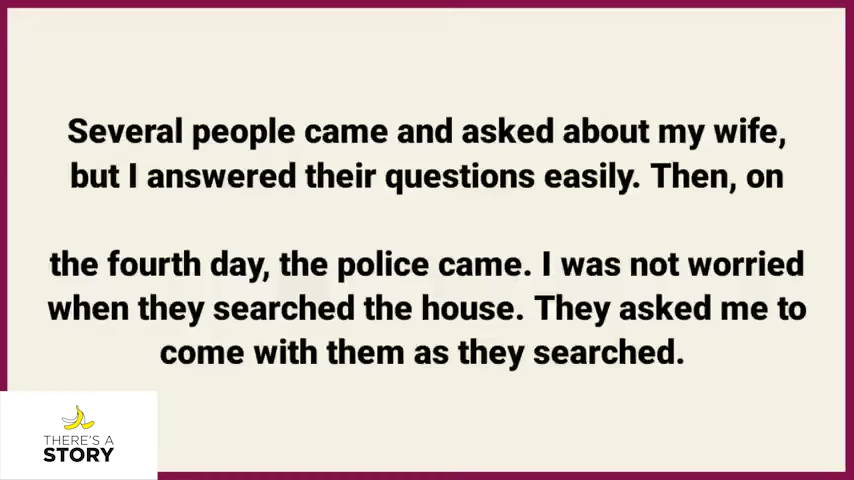 Several people came and asked about my wife,
but I answered their questions easily. Then, on
the fourth day, the police came. I was not worried
when they searched the house. They asked me to
come with them as they searched.
THERE'S A
STORY